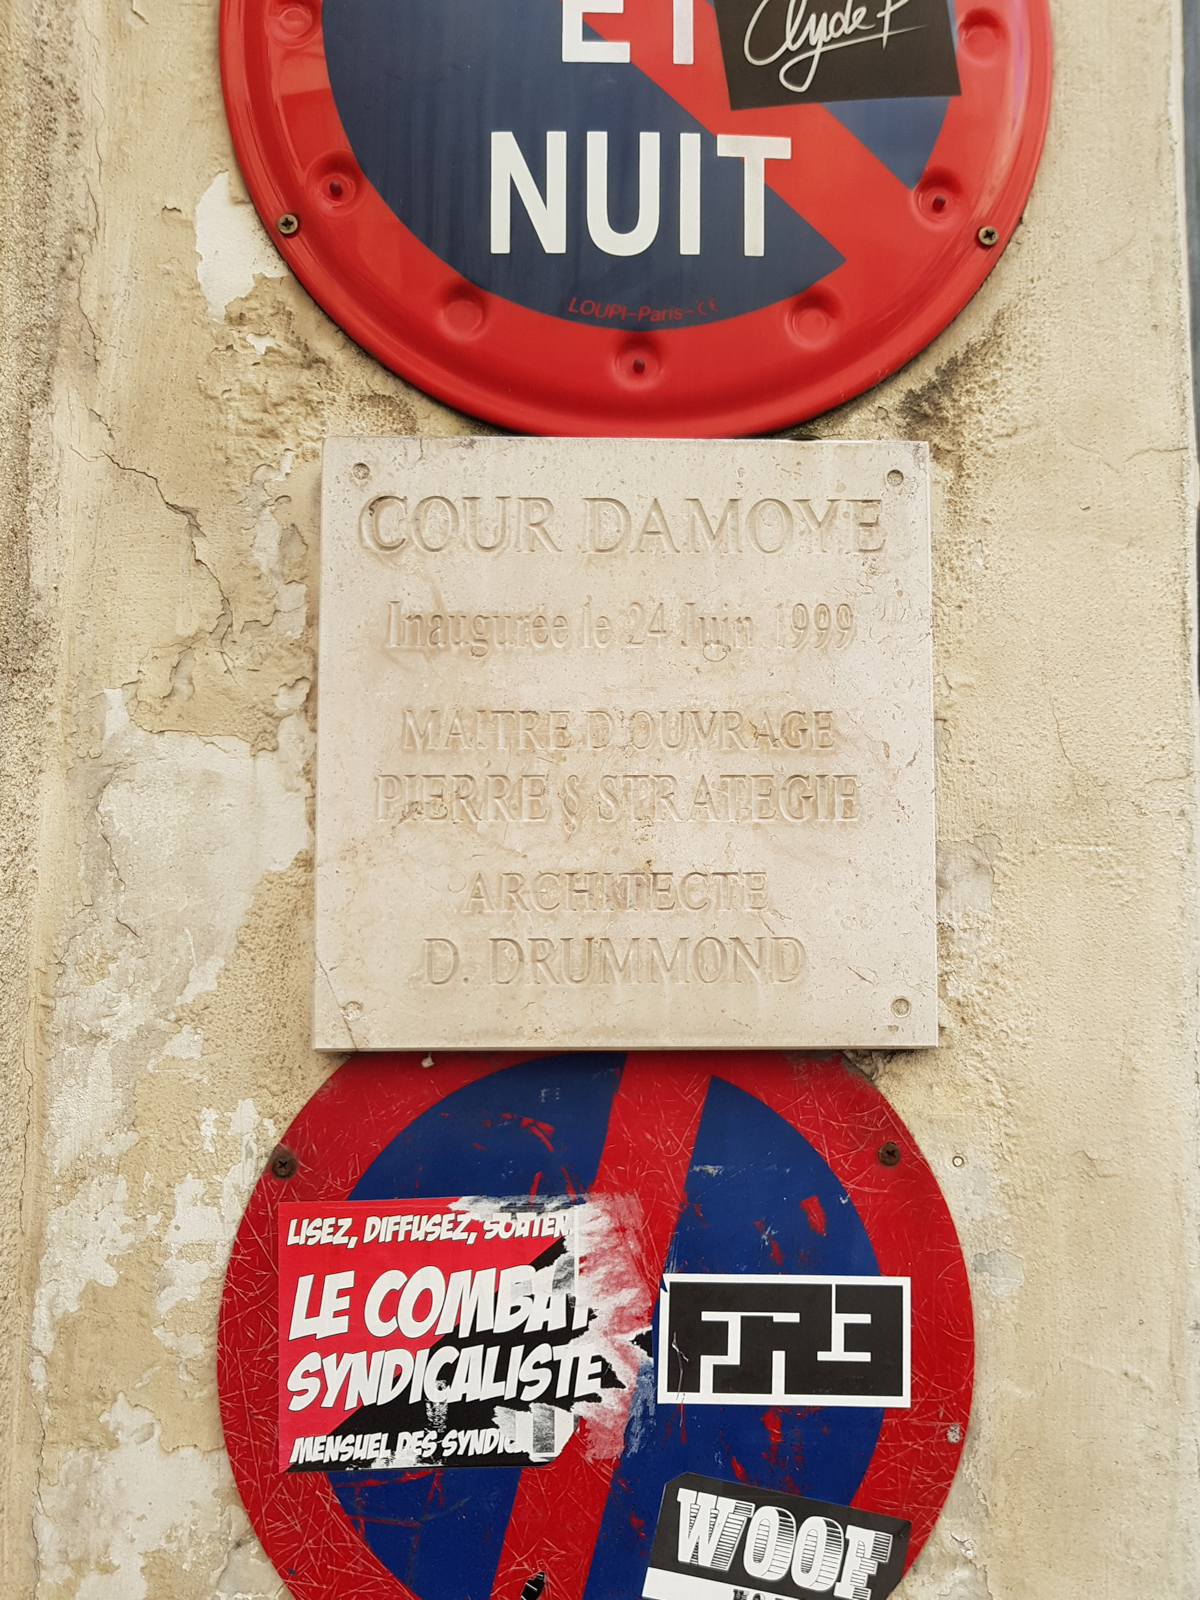 ET
Clyde P
NUIT
LOUPI-Paris-CE
COUR DAMOYE
Inaugurée le 24 Juin 1999
MAITRE D'OUVRAGE
PIERRE § STRATEGIE
ARCHITECTE
D. DRUMMOND
LISEZ, DIFFUSEZ, SOUTEN
LE COMBAT
SYNDICALISTE
MENSUEL DES SYNDIC
WOOF